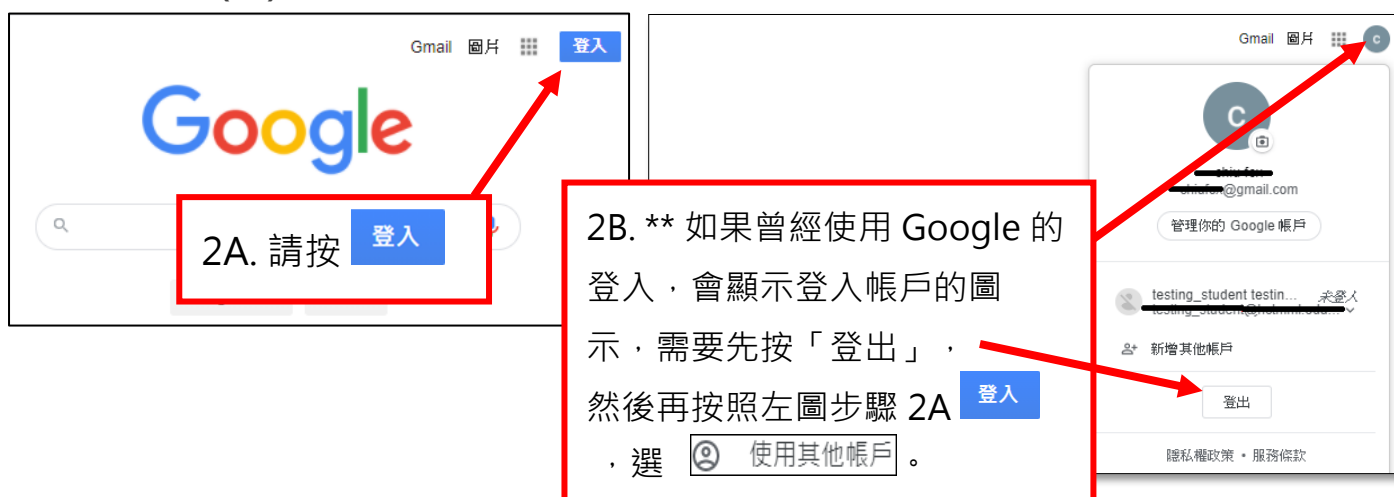 Gmail 圖片 登入
Google
2A. 請按 登入
Gmail 圖片 c
C
@gmail.com
管理你的 Google 帳戶
testing_student testin... 未登入
新增其他帳戶
登出
隱私權政策 • 服務條款
2B. ** 如果曾經使用 Google 的
登入，會顯示登入帳戶的圖
示，需要先按「登出」，
然後再按照左圖步驟 2A 登入
，選 使用其他帳戶。